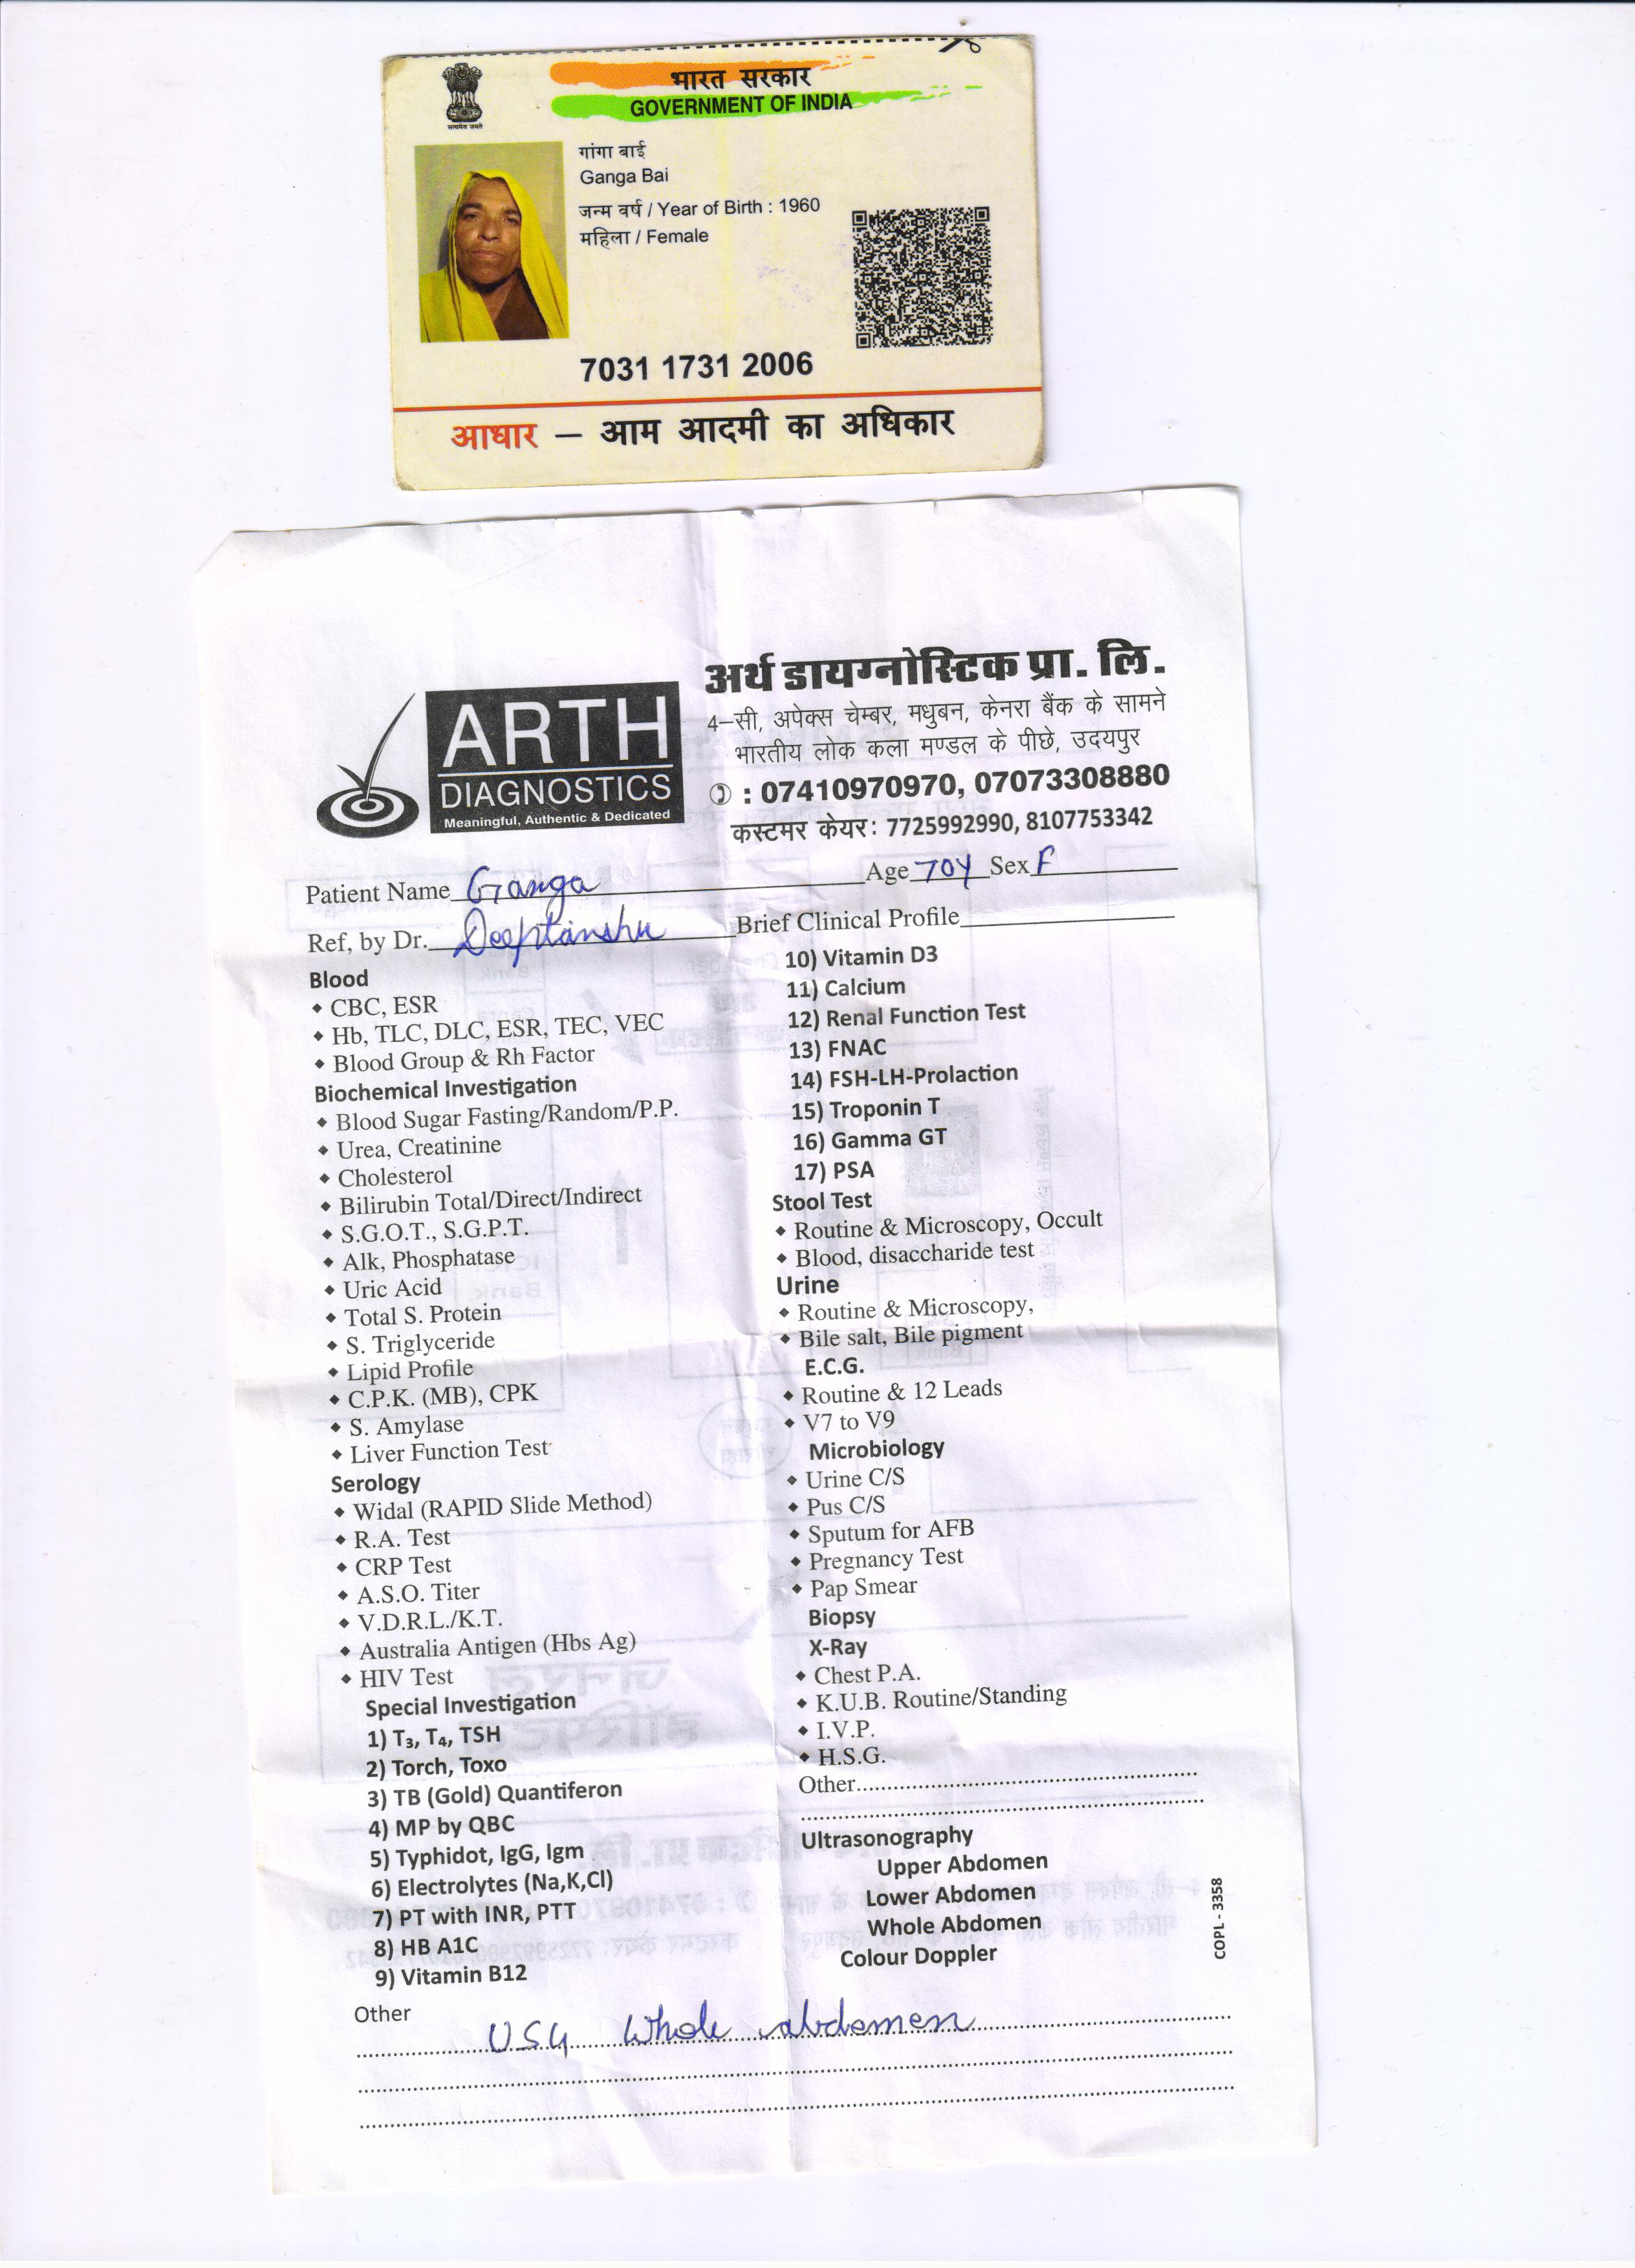 भारत सरकार
GOVERNMENT OF INDIA
सत्यमेव जयते
गांगा बाई
Ganga Bai
जन्म वर्ष / Year of Birth : 1960
महिला / Female
7031 1731 2006
आधार – आम आदमी का अधिकार
अर्थ डायग्नोस्टिक प्रा. लि.
4–सी, अपेक्स चेम्बर, मधुबन, केनरा बैंक के सामने
भारतीय लोक कला मण्डल के पीछे, उदयपुर
: 07410970970, 07073308880
कस्टमर केयर: 7725992990, 8107753342
ARTH
DIAGNOSTICS
Meaningful, Authentic & Dedicated
Patient Name Ganga Age 70Y Sex F
Ref, by Dr. Deeptanshu Brief Clinical Profile
Blood
CBC, ESR
Hb, TLC, DLC, ESR, TEC, VEC
Blood Group & Rh Factor
Biochemical Investigation
Blood Sugar Fasting/Random/P.P.
Urea, Creatinine
Cholesterol
Bilirubin Total/Direct/Indirect
S.G.O.T., S.G.P.T.
Alk, Phosphatase
Uric Acid
Total S. Protein
S. Triglyceride
Lipid Profile
C.P.K. (MB), CPK
S. Amylase
Liver Function Test
Serology
Widal (RAPID Slide Method)
R.A. Test
CRP Test
A.S.O. Titer
V.D.R.L./K.T.
Australia Antigen (Hbs Ag)
HIV Test
Special Investigation
1) T3, T4, TSH
2) Torch, Toxo
3) TB (Gold) Quantiferon
4) MP by QBC
5) Typhidot, IgG, Igm
6) Electrolytes (Na,K,Cl)
7) PT with INR, PTT
8) HB A1C
9) Vitamin B12
10) Vitamin D3
11) Calcium
12) Renal Function Test
13) FNAC
14) FSH-LH-Prolaction
15) Troponin T
16) Gamma GT
17) PSA
Stool Test
Routine & Microscopy, Occult
Blood, disaccharide test
Urine
Routine & Microscopy,
Bile salt, Bile pigment
E.C.G.
Routine & 12 Leads
V7 to V9
Microbiology
Urine C/S
Pus C/S
Sputum for AFB
Pregnancy Test
Pap Smear
Biopsy
X-Ray
Chest P.A.
K.U.B. Routine/Standing
I.V.P.
H.S.G.
Other
Ultrasonography
Upper Abdomen
Lower Abdomen
Whole Abdomen
Colour Doppler
COPL - 3358
Other
USG Whole abdomen